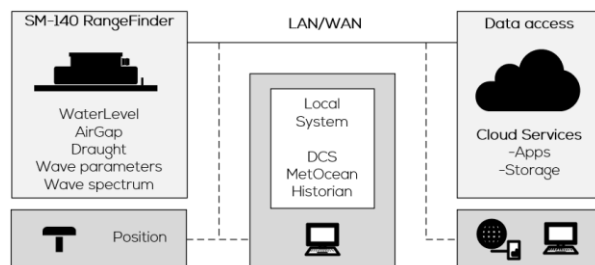 SM-140 RangeFinder
WaterLevel
AirGap
Draught
Wave parameters
Wave spectrum
Position
LAN/WAN
Local
System
DCS
MetOcean
Historian
Data access
Cloud Services
-Apps
-Storage